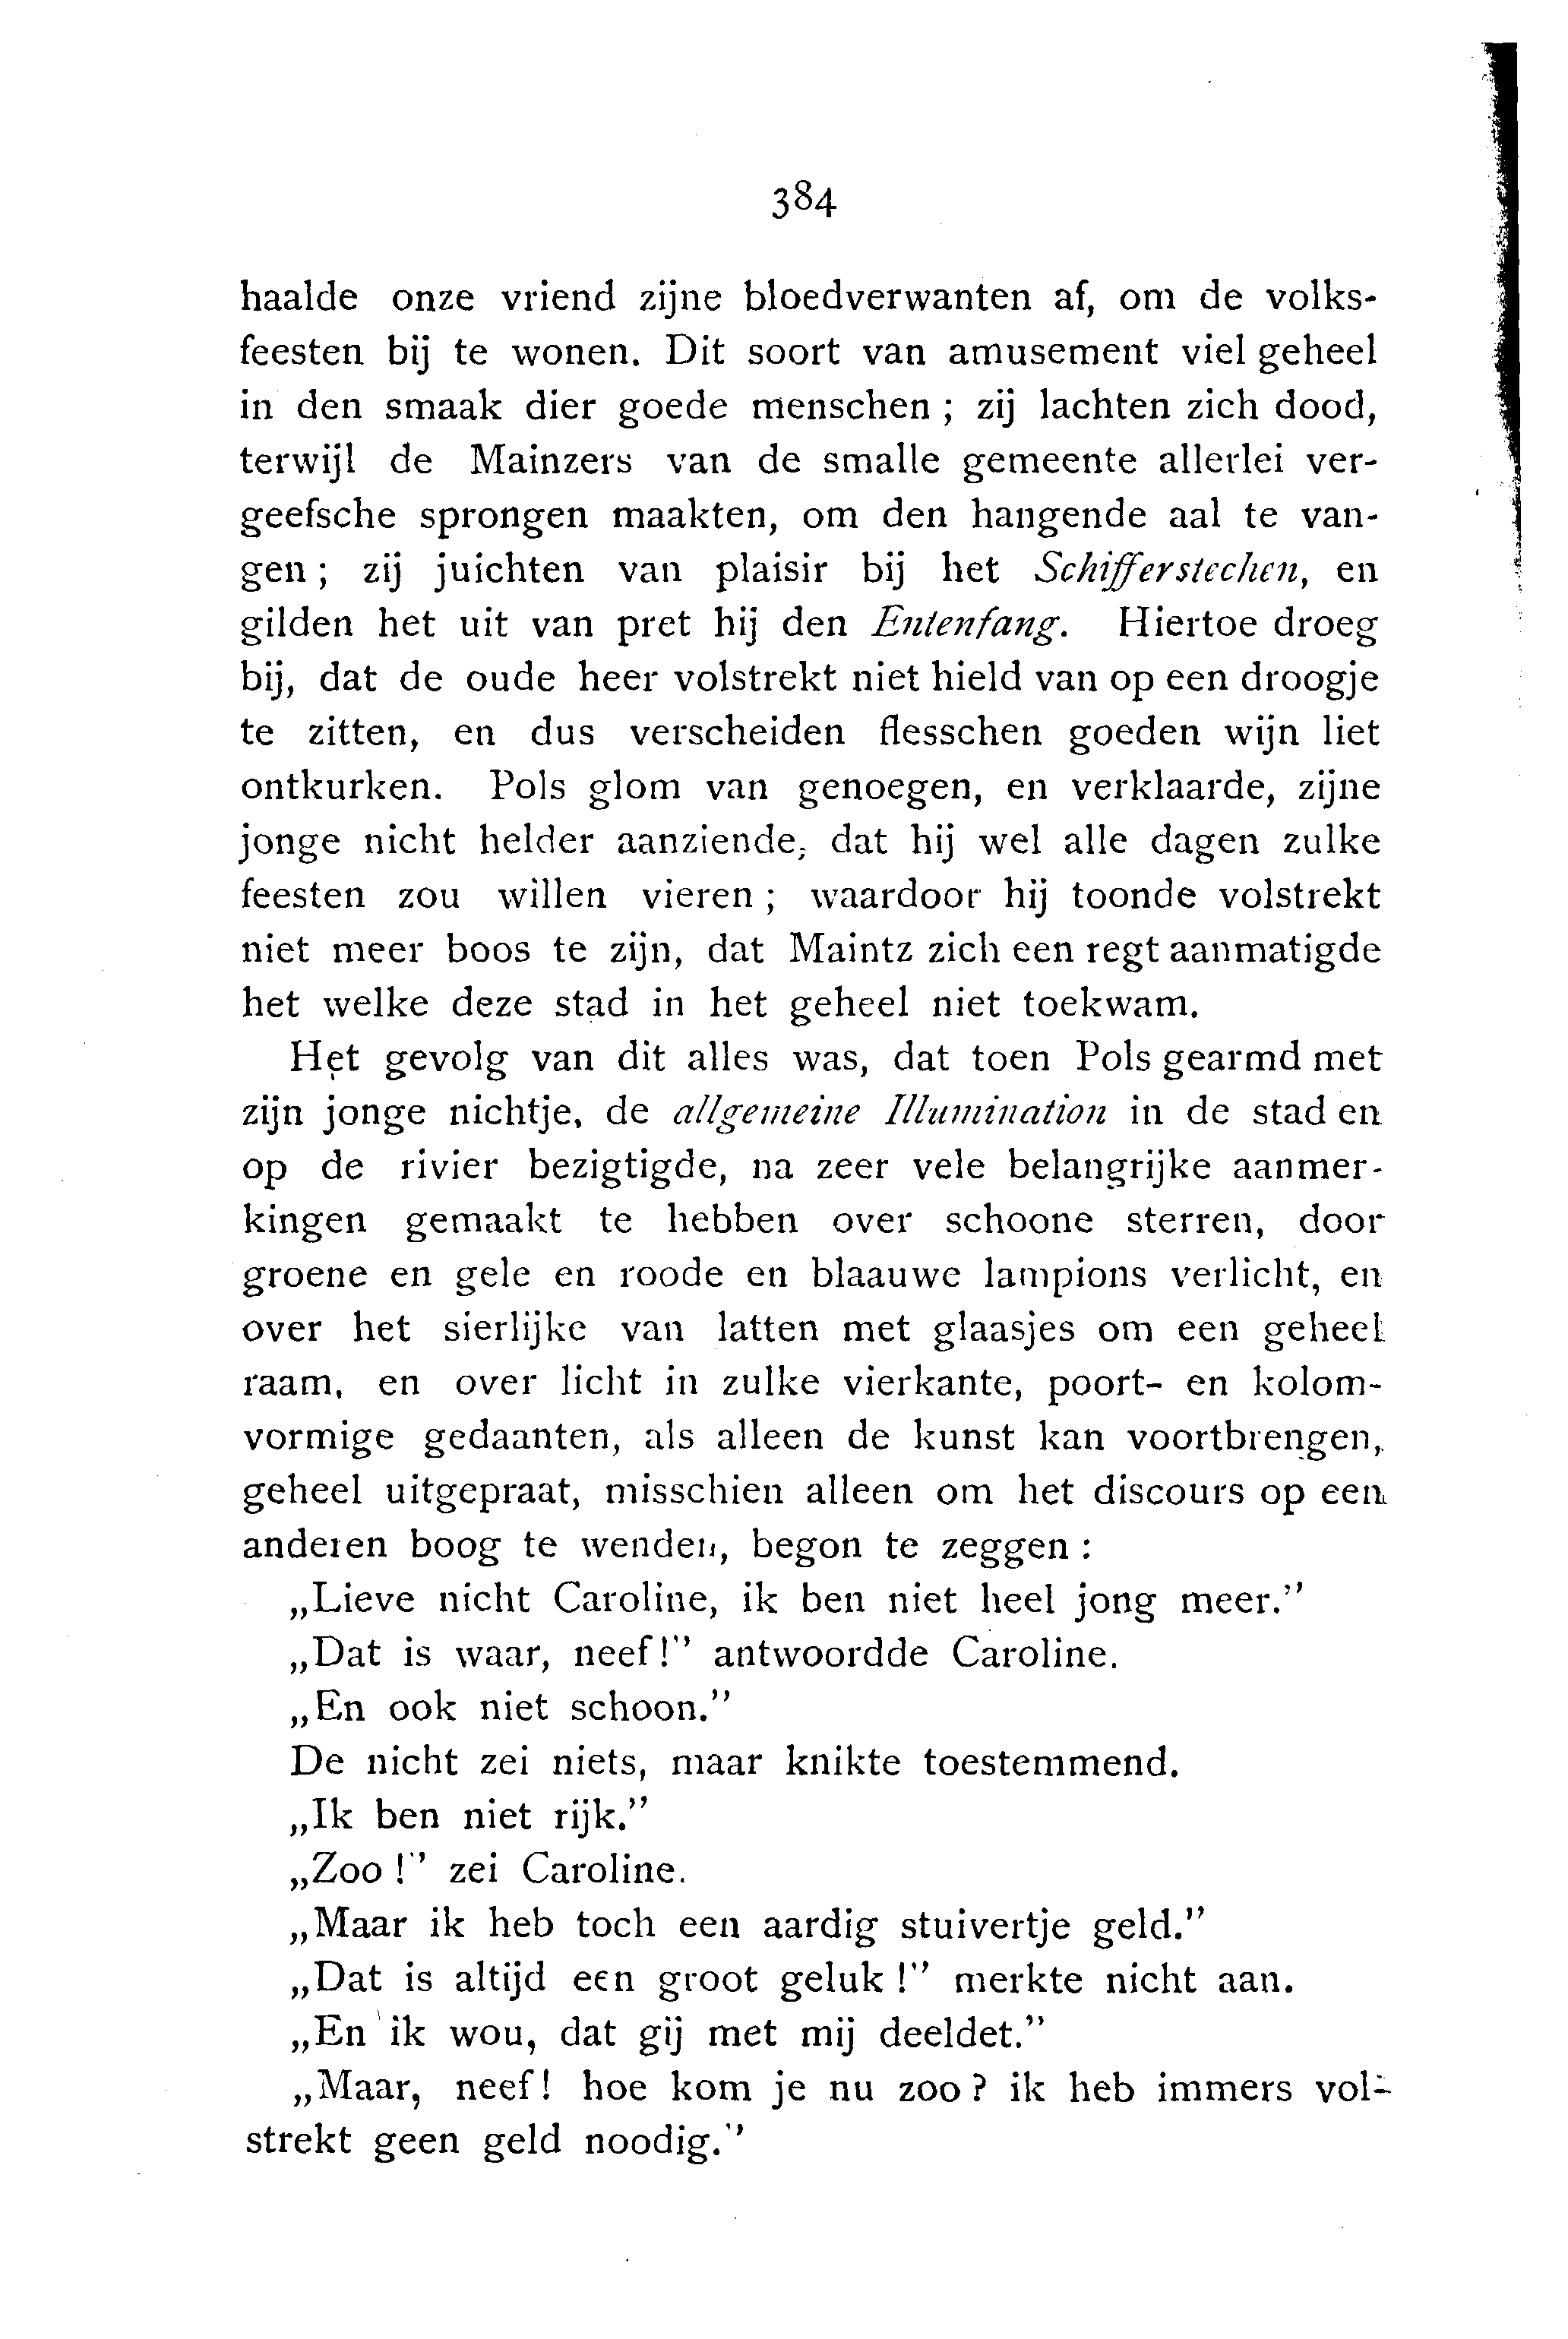 384
haalde onze vriend zijne bloedverwanten af, om de volks-
feesten bij te wonen. Dit soort van amusement viel geheel
in den smaak dier goede menschen ; zij lachten zich dood,
terwijl de Mainzers van de smalle gemeente allerlei ver-
geefsche sprongen maakten, om den hangende aal te van-
gen ; zij juichten van plaisir bij het Schifferstechen, en
gilden het uit van pret hij den Entenfang. Hiertoe droeg
bij, dat de oude heer volstrekt niet hield van op een droogje
te zitten, en dus verscheiden flesschen goeden wijn liet
ontkurken. Pols glom van genoegen, en verklaarde, zijne
jonge nicht helder aanziende, dat hij wel alle dagen zulke
feesten zou willen vieren ; waardoor hij toonde volstrekt
niet meer boos te zijn, dat Maintz zich een regt aanmatigde
het welke deze stad in het geheel niet toekwam.
Het gevolg van dit alles was, dat toen Pols gearmd met
zijn jonge nichtje, de allgemeine Illumination in de stad en
op de rivier bezigtigde, na zeer vele belangrijke aanmer-
kingen gemaakt te hebben over schoone sterren, door
groene en gele en roode en blaauwe lampions verlicht, en
over het sierlijke van latten met glaasjes om een geheel
raam, en over licht in zulke vierkante, poort- en kolom-
vormige gedaanten, als alleen de kunst kan voortbrengen,
geheel uitgepraat, misschien alleen om het discours op een
anderen boog te wenden, begon te zeggen :
„Lieve nicht Caroline, ik ben niet heel jong meer.”
„Dat is waar, neef!” antwoordde Caroline.
„En ook niet schoon.”
De nicht zei niets, maar knikte toestemmend.
„Ik ben niet rijk.”
„Zoo !” zei Caroline.
„Maar ik heb toch een aardig stuivertje geld.”
„Dat is altijd een groot geluk !” merkte nicht aan.
„En ik wou, dat gij met mij deeldet.”
„Maar, neef! hoe kom je nu zoo ? ik heb immers vol-
strekt geen geld noodig.”